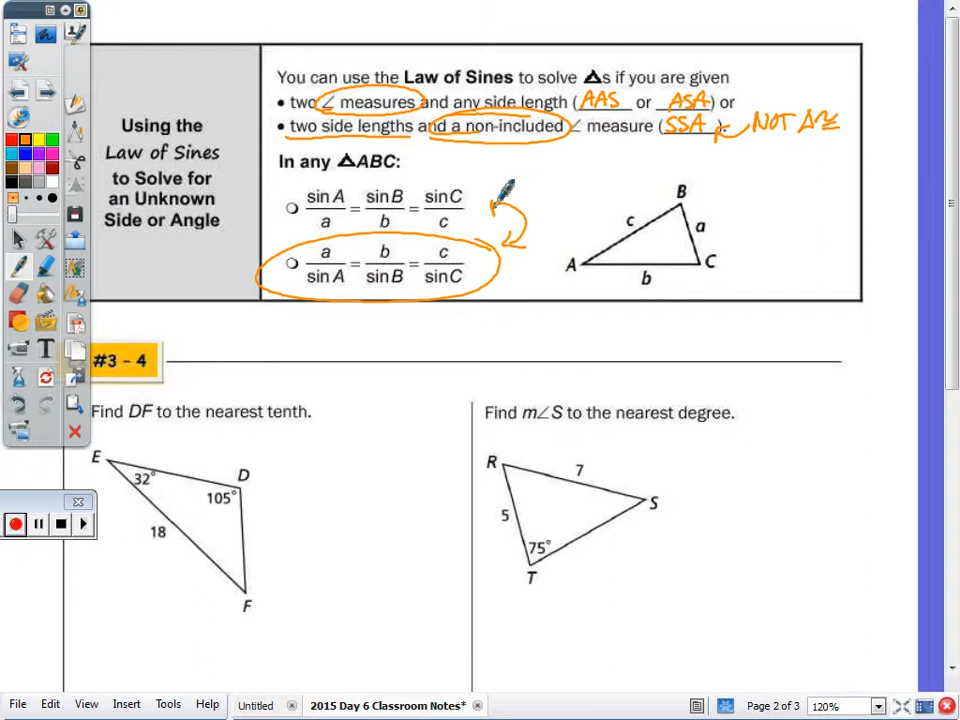 Using the
Law of Sines
to Solve for
an Unknown
Side or Angle
You can use the Law of Sines to solve △s if you are given
• two ∠ measures and any side length (AAS or ASA) or
• two side lengths and a non-included ∠ measure (SSA). NOT △≅
In any △ABC:
sin A / a = sin B / b = sin C / c
a / sin A = b / sin B = c / sin C
B
c
a
A
C
b
#3 – 4
Find DF to the nearest tenth.
E
32°
D
105°
18
F
Find m∠S to the nearest degree.
R
7
S
5
75°
T
File Edit View Insert Tools Help Untitled 2015 Day 6 Classroom Notes* Page 2 of 3 120%